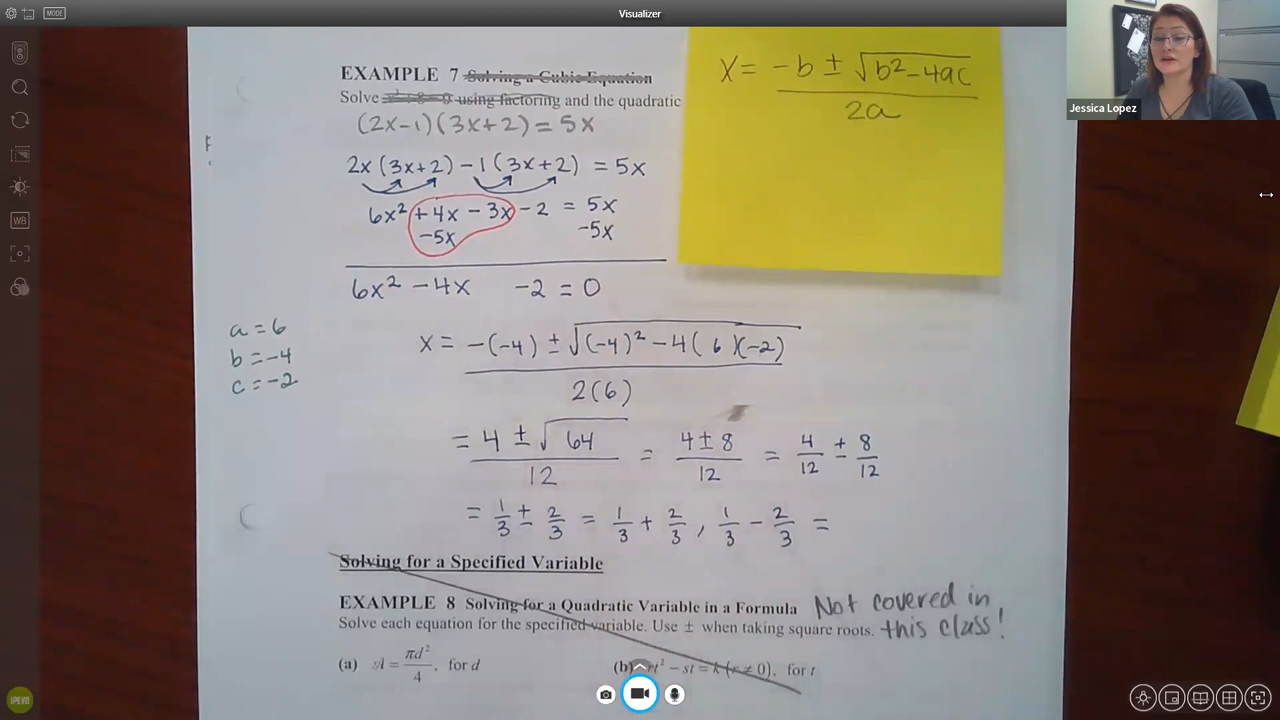 MODE
Visualizer
EXAMPLE 7 Solving a Cubic Equation
Solve using factoring and the quadratic
(2x-1)(3x+2) = 5x
2x(3x+2) -1(3x+2) = 5x
6x² +4x - 3x - 2 = 5x
-5x -5x
6x² - 4x - 2 = 0
x = -b ± √b² - 4ac
2a
Jessica Lopez
WB
a = 6
b = -4
c = -2
x = -(-4) ± √(-4)² - 4(6)(-2)
2(6)
= 4 ± √64 / 12 = 4 ± 8 / 12 = 4/12 ± 8/12
= 1/3 ± 2/3 = 1/3 + 2/3 , 1/3 - 2/3 =
Solving for a Specified Variable
EXAMPLE 8 Solving for a Quadratic Variable in a Formula Not covered in
Solve each equation for the specified variable. Use ± when taking square roots. this class!
(a) 𝒜 = πd²/4, for d (b) rt² - st = k (r ≠ 0), for t
IPEVO